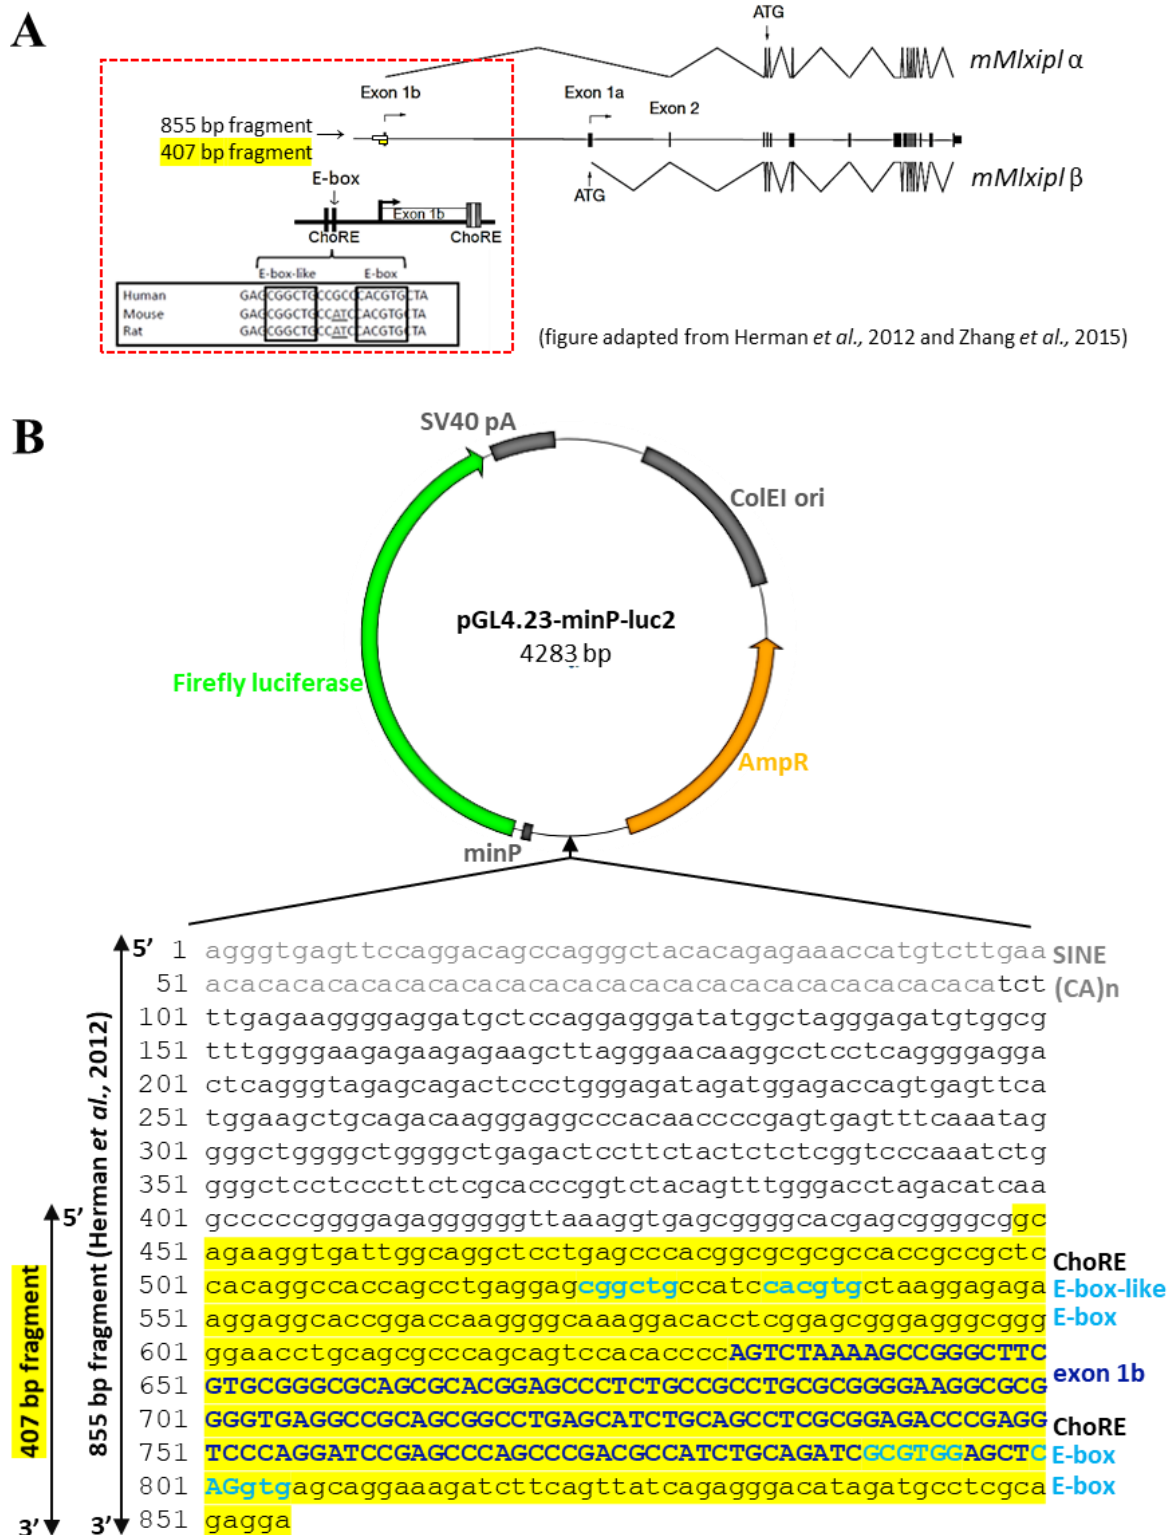 A
ATG
mMlxipl α
Exon 1b
Exon 1a
Exon 2
855 bp fragment
407 bp fragment
E-box
ATG
mMlxipl β
Exon 1b
ChoRE
ChoRE
E-box-like E-box
Human GAGCGGCTGCCGCCCACGTGCTA
Mouse GAGCGGCTGCCATCCACGTGCTA
Rat GAGCGGCTGCCATCCACGTGCTA
(figure adapted from Herman et al., 2012 and Zhang et al., 2015)
B
SV40 pA
ColEI ori
pGL4.23-minP-luc2
4283 bp
Firefly luciferase
AmpR
minP
5’ 1 agggtgagttccaggacagccagggctacacagagaaaccatgtcttgaa SINE
51 acacacacacacacacacacacacacacacacacacacacacacacatct (CA)n
101 ttgagaaggggaggatgctccaggagggatatggctagggagatgtggcg
151 tttggggaagagaagagaagcttagggaacaaggcctcctcaggggagga
201 ctcagggtagagcagactccctgggagatagatggagaccagtgagttca
251 tggaagctgcagacaagggaggcccacaaccccgagtgagtttcaaatag
301 gggctggggctggggctgagactccttctactctctcggtcccaaatctg
351 gggctcctcccttctcgcacccggtctacagtttgggacctagacatcaa
5’ 401 gcccccggggagaggggggttaaaggtgagcggggcacgagcggggcggc
451 agaaggtgattggcaggctcctgagcccacggcgcgcgccaccgccgctc ChoRE
501 cacaggccaccagcctgaggagcggctgccatccacgtgctaaggagaga E-box-like
551 aggaggcaccggaccaaggggcaaaggacacctcggagcgggagggcggg E-box
601 ggaacctgcagcgcccagcagtccacaccccAGTCTAAAAGCCGGGCTTC
exon 1b
651 GTGCGGGCGCAGCGCACGGAGCCCTCTGCCGCCTGCGCGGGGAAGGCGCG
701 GGGTGAGGCCGCAGCGGCCTGAGCATCTGCAGCCTCGCGGAGACCCGAGG ChoRE
751 TCCCAGGATCCGAGCCCAGCCCGACGCCATCTGCAGATCGCGTGGAGCTC E-box
801 AGgtgagcaggaaagatcttcagttatcagagggacatagatgcctcgca E-box
3’ 3’ 851 gagga
407 bp fragment
855 bp fragment (Herman et al., 2012)